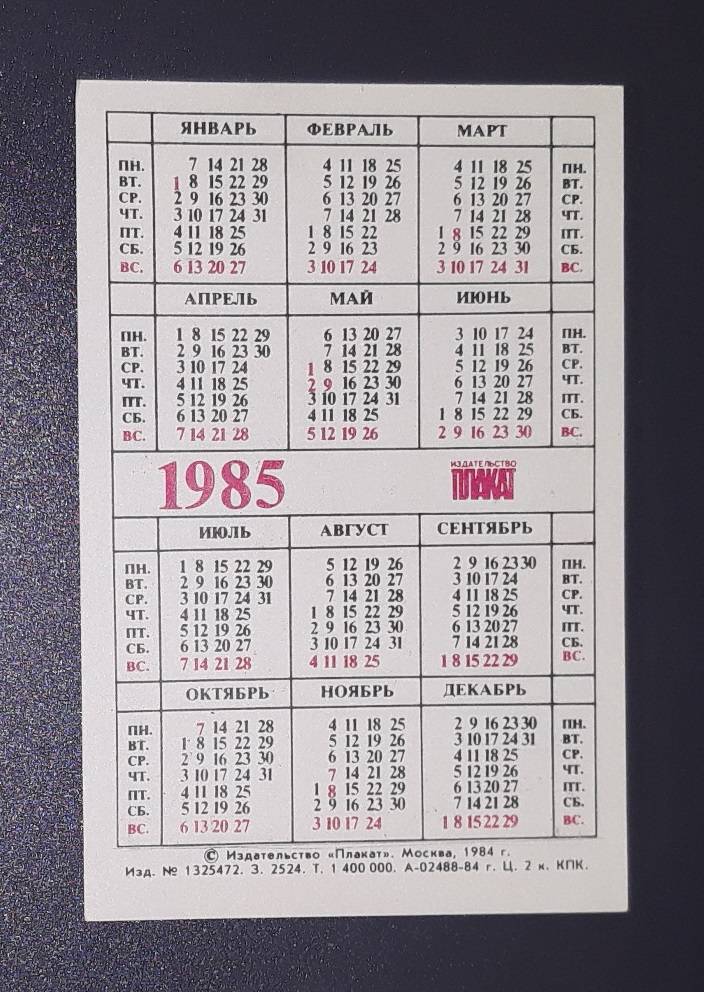 ЯНВАРЬ ФЕВРАЛЬ МАРТ
ПН. 7 14 21 28 4 11 18 25 4 11 18 25 ПН.
ВТ. 1 8 15 22 29 5 12 19 26 5 12 19 26 ВТ.
СР. 2 9 16 23 30 6 13 20 27 6 13 20 27 СР.
ЧТ. 3 10 17 24 31 7 14 21 28 7 14 21 28 ЧТ.
ПТ. 4 11 18 25 1 8 15 22 1 8 15 22 29 ПТ.
СБ. 5 12 19 26 2 9 16 23 2 9 16 23 30 СБ.
ВС. 6 13 20 27 3 10 17 24 3 10 17 24 31 ВС.
АПРЕЛЬ МАЙ ИЮНЬ
ПН. 1 8 15 22 29 6 13 20 27 3 10 17 24 ПН.
ВТ. 2 9 16 23 30 7 14 21 28 4 11 18 25 ВТ.
СР. 3 10 17 24 1 8 15 22 29 5 12 19 26 СР.
ЧТ. 4 11 18 25 2 9 16 23 30 6 13 20 27 ЧТ.
ПТ. 5 12 19 26 3 10 17 24 31 7 14 21 28 ПТ.
СБ. 6 13 20 27 4 11 18 25 1 8 15 22 29 СБ.
ВС. 7 14 21 28 5 12 19 26 2 9 16 23 30 ВС.
1985 ИЗДАТЕЛЬСТВО
ПЛАКАТ
ИЮЛЬ АВГУСТ СЕНТЯБРЬ
ПН. 1 8 15 22 29 5 12 19 26 2 9 16 23 30 ПН.
ВТ. 2 9 16 23 30 6 13 20 27 3 10 17 24 ВТ.
СР. 3 10 17 24 31 7 14 21 28 4 11 18 25 СР.
ЧТ. 4 11 18 25 1 8 15 22 29 5 12 19 26 ЧТ.
ПТ. 5 12 19 26 2 9 16 23 30 6 13 20 27 ПТ.
СБ. 6 13 20 27 3 10 17 24 31 7 14 21 28 СБ.
ВС. 7 14 21 28 4 11 18 25 1 8 15 22 29 ВС.
ОКТЯБРЬ НОЯБРЬ ДЕКАБРЬ
ПН. 7 14 21 28 4 11 18 25 2 9 16 23 30 ПН.
ВТ. 1 8 15 22 29 5 12 19 26 3 10 17 24 31 ВТ.
СР. 2 9 16 23 30 6 13 20 27 4 11 18 25 СР.
ЧТ. 3 10 17 24 31 7 14 21 28 5 12 19 26 ЧТ.
ПТ. 4 11 18 25 1 8 15 22 29 6 13 20 27 ПТ.
СБ. 5 12 19 26 2 9 16 23 30 7 14 21 28 СБ.
ВС. 6 13 20 27 3 10 17 24 1 8 15 22 29 ВС.
© Издательство «Плакат». Москва, 1984 г.
Изд. № 1325472. З. 2524. Т. 1 400 000. А-02488-84 г. Ц. 2 к. КПК.